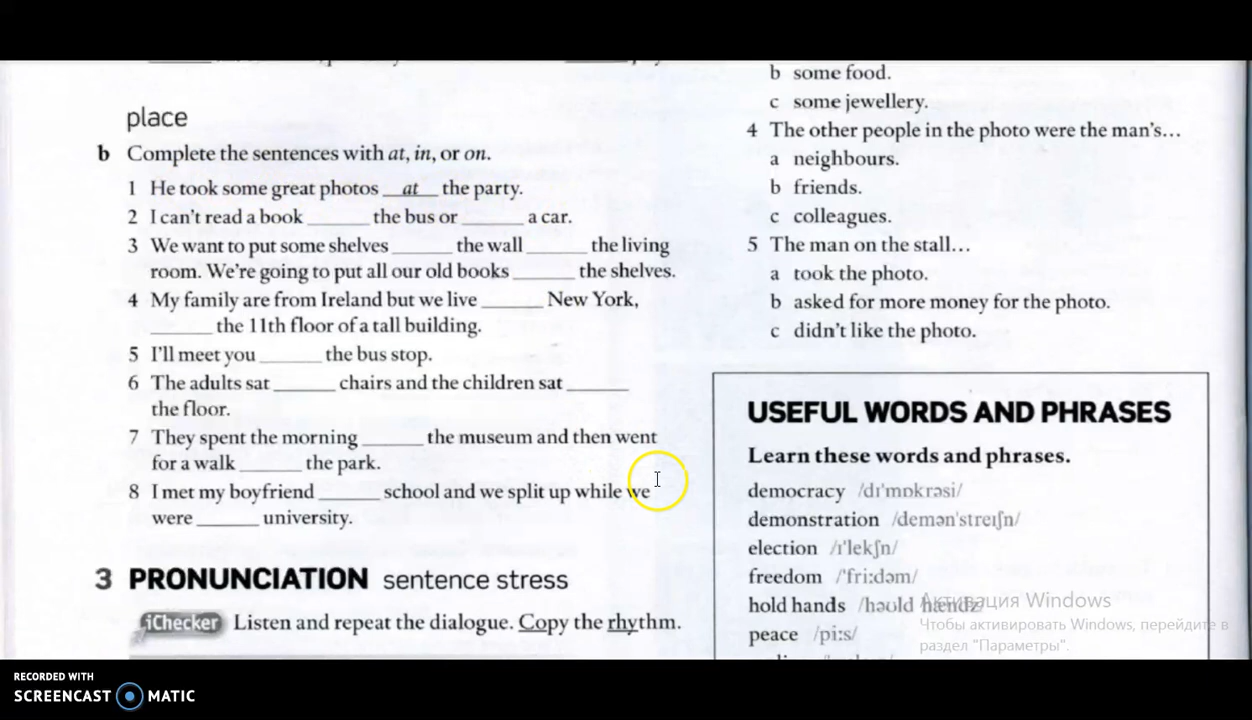 place
b Complete the sentences with at, in, or on.
1 He took some great photos at the party.
2 I can't read a book ______ the bus or ______ a car.
3 We want to put some shelves ______ the wall ______ the living
room. We're going to put all our old books ______ the shelves.
4 My family are from Ireland but we live ______ New York,
______ the 11th floor of a tall building.
5 I'll meet you ______ the bus stop.
6 The adults sat ______ chairs and the children sat ______
the floor.
7 They spent the morning ______ the museum and then went
for a walk ______ the park.
8 I met my boyfriend ______ school and we split up while we
were ______ university.
3 PRONUNCIATION sentence stress
iChecker Listen and repeat the dialogue. Copy the rhythm.
b some food.
c some jewellery.
4 The other people in the photo were the man's...
a neighbours.
b friends.
c colleagues.
5 The man on the stall...
a took the photo.
b asked for more money for the photo.
c didn't like the photo.
USEFUL WORDS AND PHRASES
Learn these words and phrases.
democracy /dɪˈmɒkrəsi/
demonstration /demənˈstreɪʃn/
election /ɪˈlekʃn/
freedom /ˈfriːdəm/
hold hands /həʊld hændz/
peace /piːs/
Активация Windows
Чтобы активировать Windows, перейдите в
раздел "Параметры".
RECORDED WITH
SCREENCAST MATIC